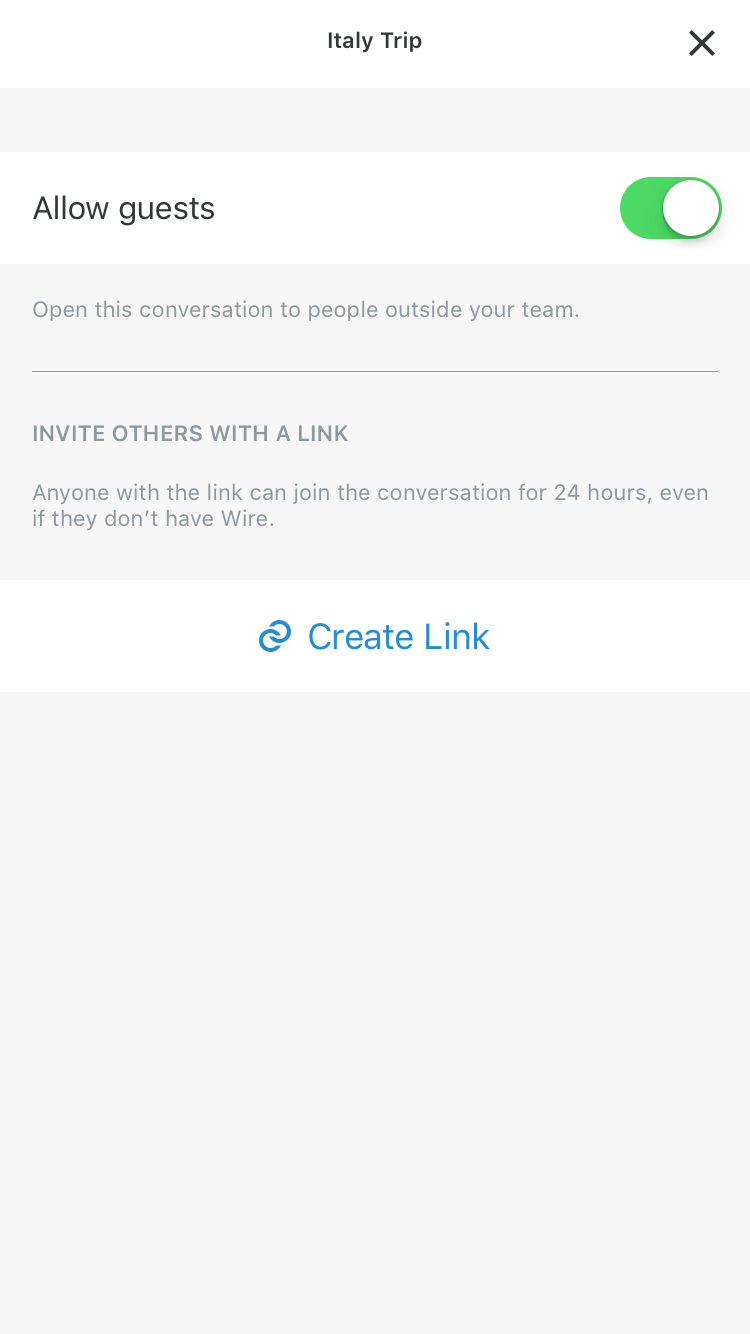 Italy Trip
Allow guests
Open this conversation to people outside your team.
INVITE OTHERS WITH A LINK
Anyone with the link can join the conversation for 24 hours, even
if they don’t have Wire.
Create Link